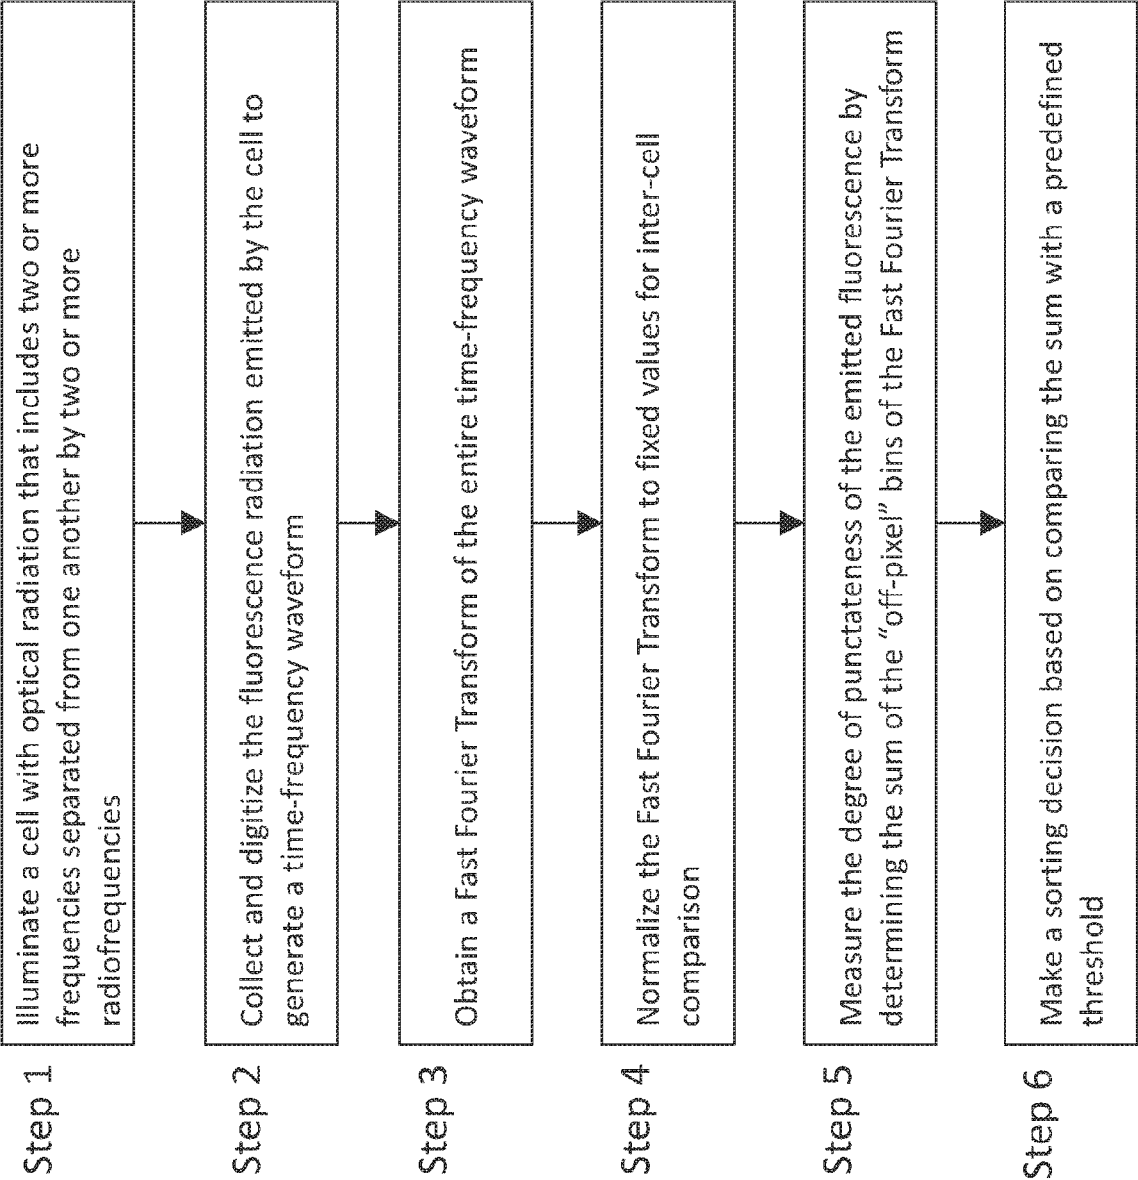 Step 1
Illuminate a cell with optical radiation that includes two or more
frequencies separated from one another by two or more
radiofrequencies
Step 2
Collect and digitize the fluorescence radiation emitted by the cell to
generate a time-frequency waveform
Step 3
Obtain a Fast Fourier Transform of the entire time-frequency waveform
Step 4
Normalize the Fast Fourier Transform to fixed values for inter-cell
comparison
Step 5
Measure the degree of punctateness of the emitted fluorescence by
determining the sum of the “off-pixel” bins of the Fast Fourier Transform
Step 6
Make a sorting decision based on comparing the sum with a predefined
threshold